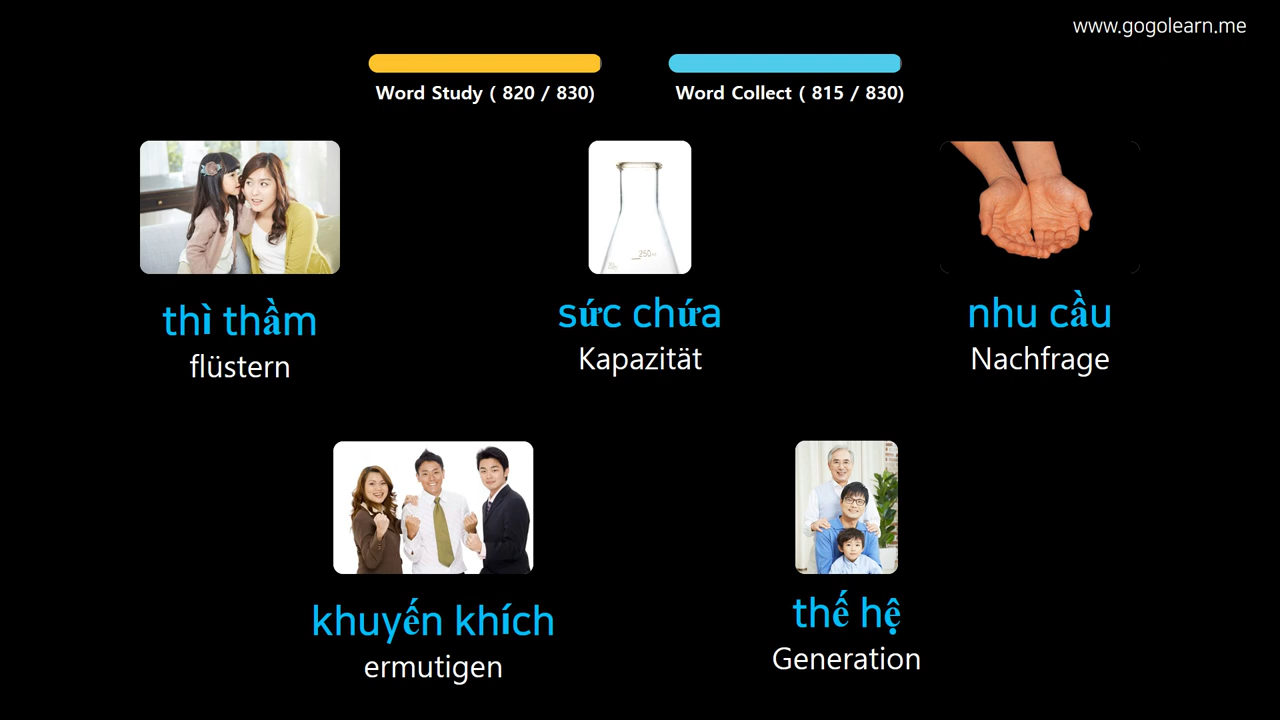 www.gogolearn.me
Word Study ( 820 / 830)
Word Collect ( 815 / 830)
thì thầm
flüstern
sức chứa
Kapazität
nhu cầu
Nachfrage
250
khuyến khích
ermutigen
thế hệ
Generation